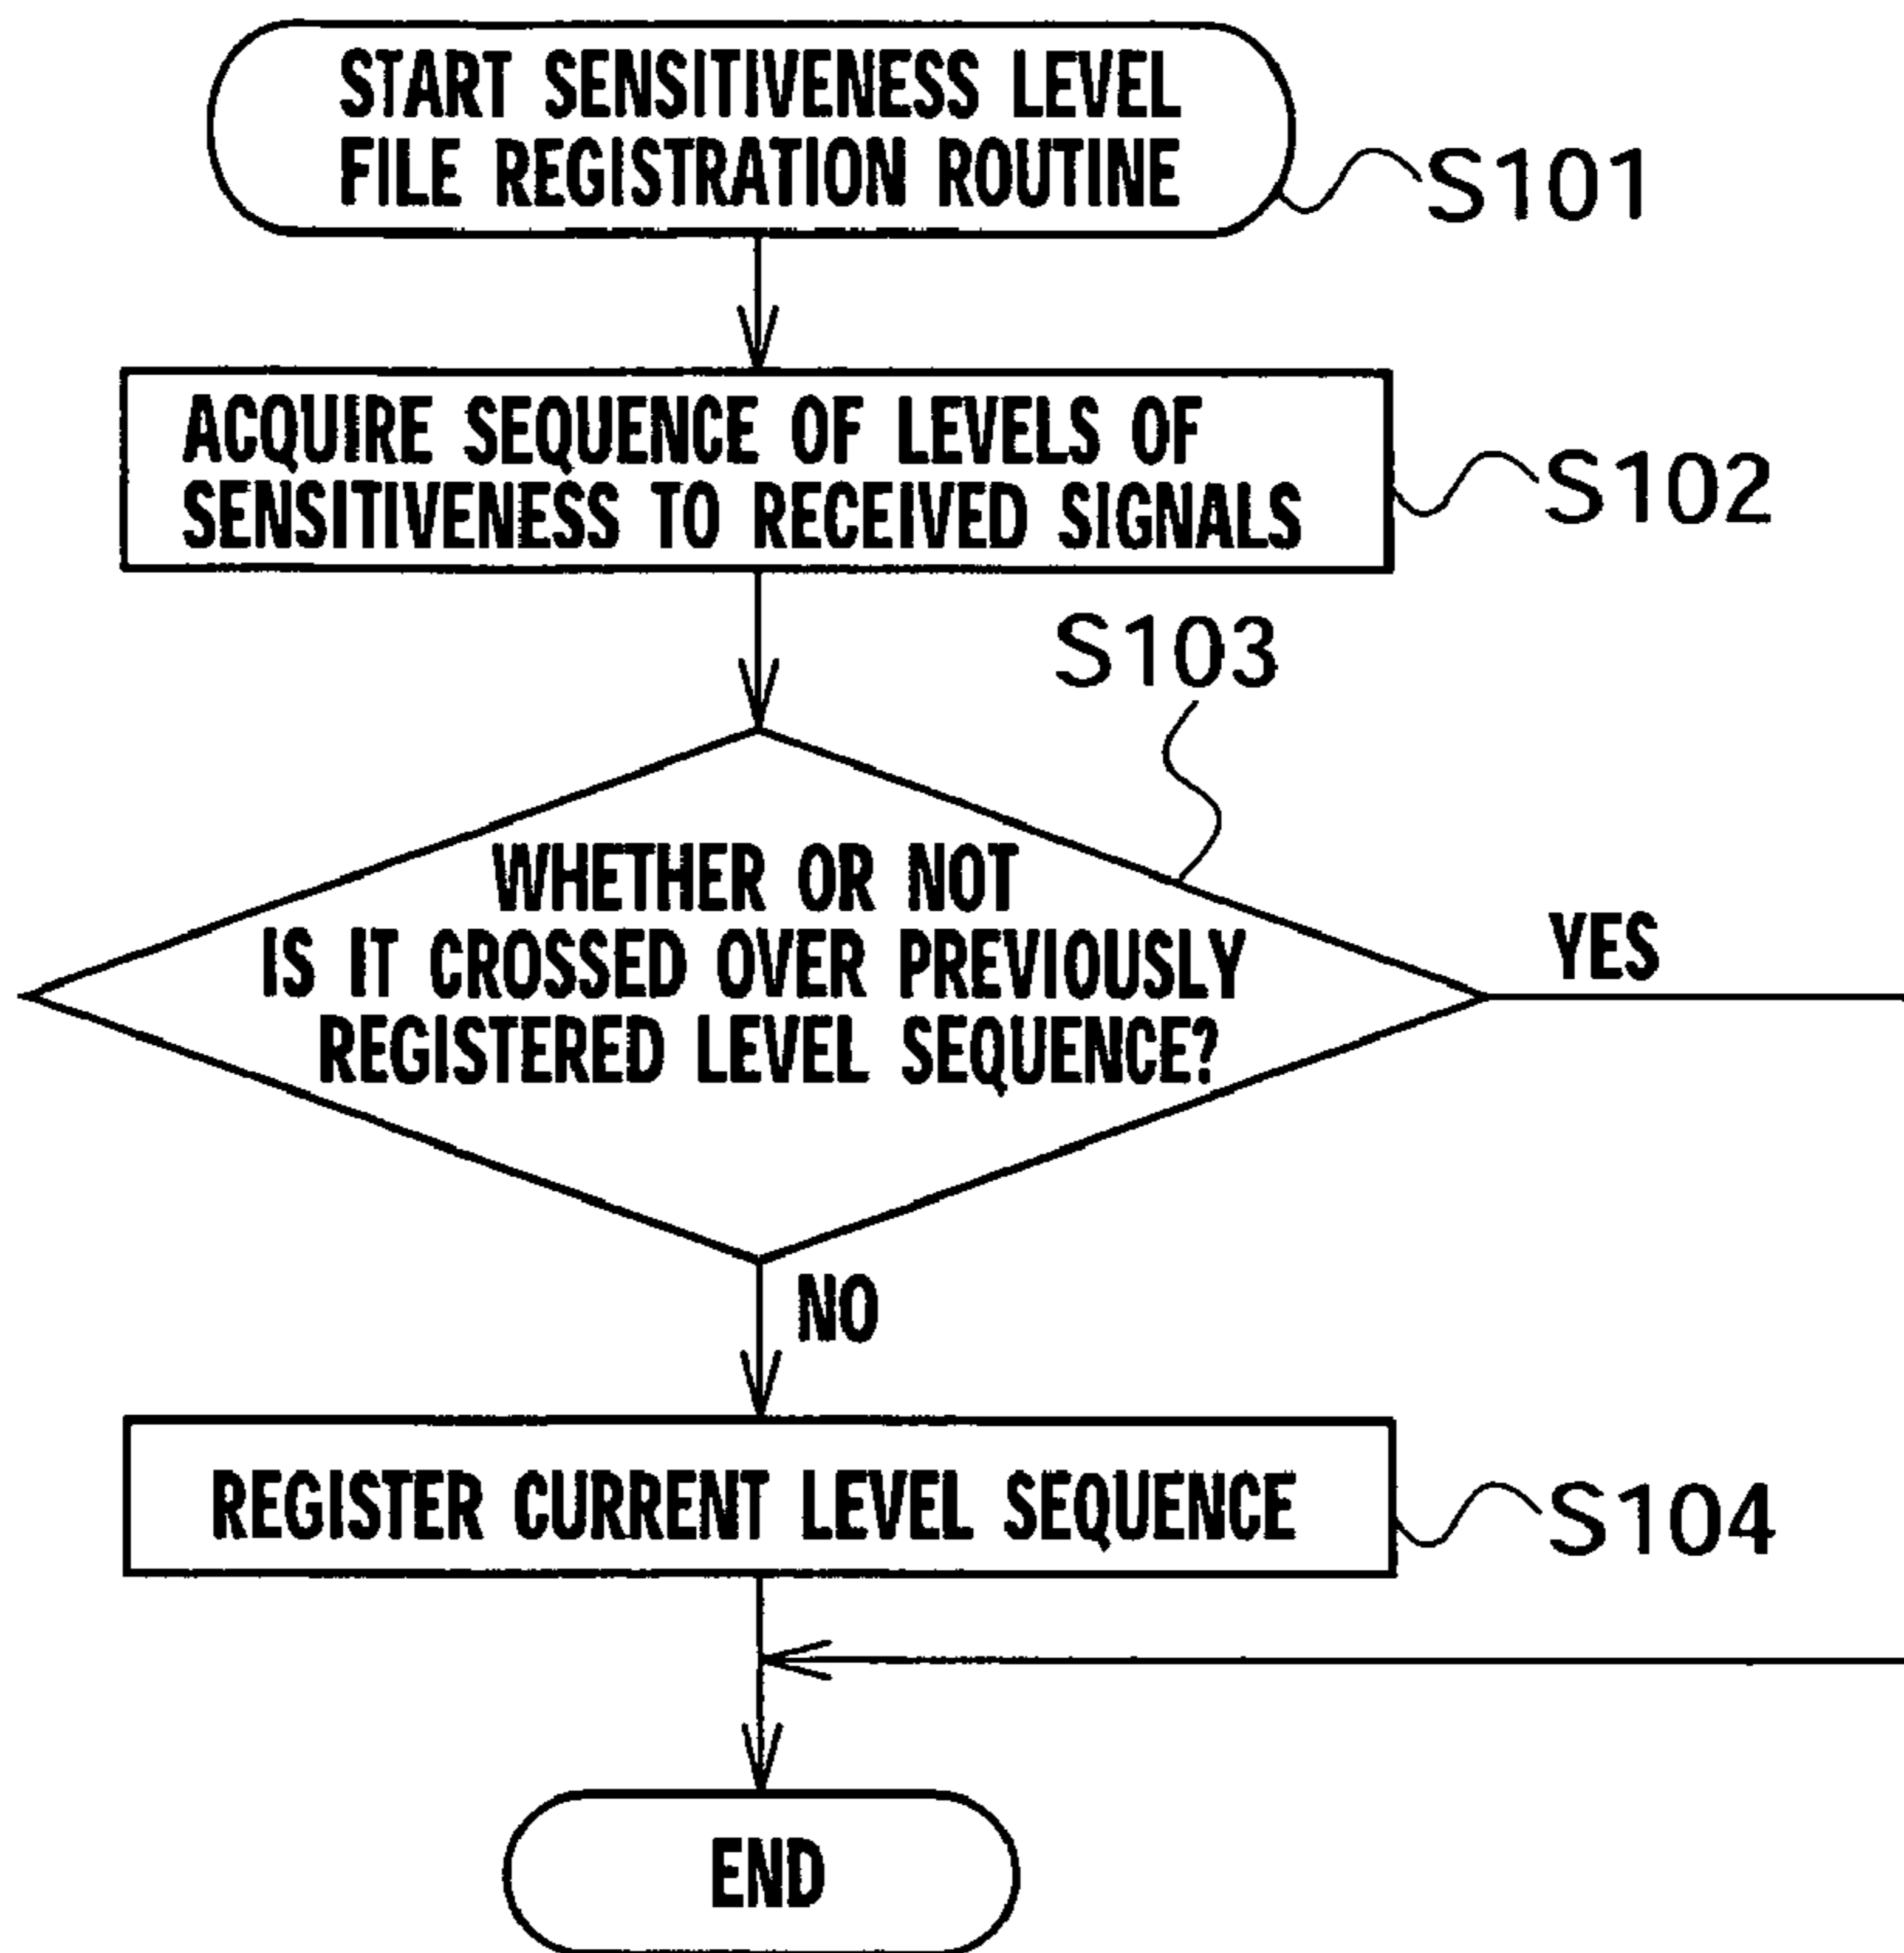 START SENSITIVENESS LEVEL
FILE REGISTRATION ROUTINE
S101
ACQUIRE SEQUENCE OF LEVELS OF
SENSITIVENESS TO RECEIVED SIGNALS
S102
S103
WHETHER OR NOT
IS IT CROSSED OVER PREVIOUSLY
REGISTERED LEVEL SEQUENCE?
YES
NO
REGISTER CURRENT LEVEL SEQUENCE
S104
END